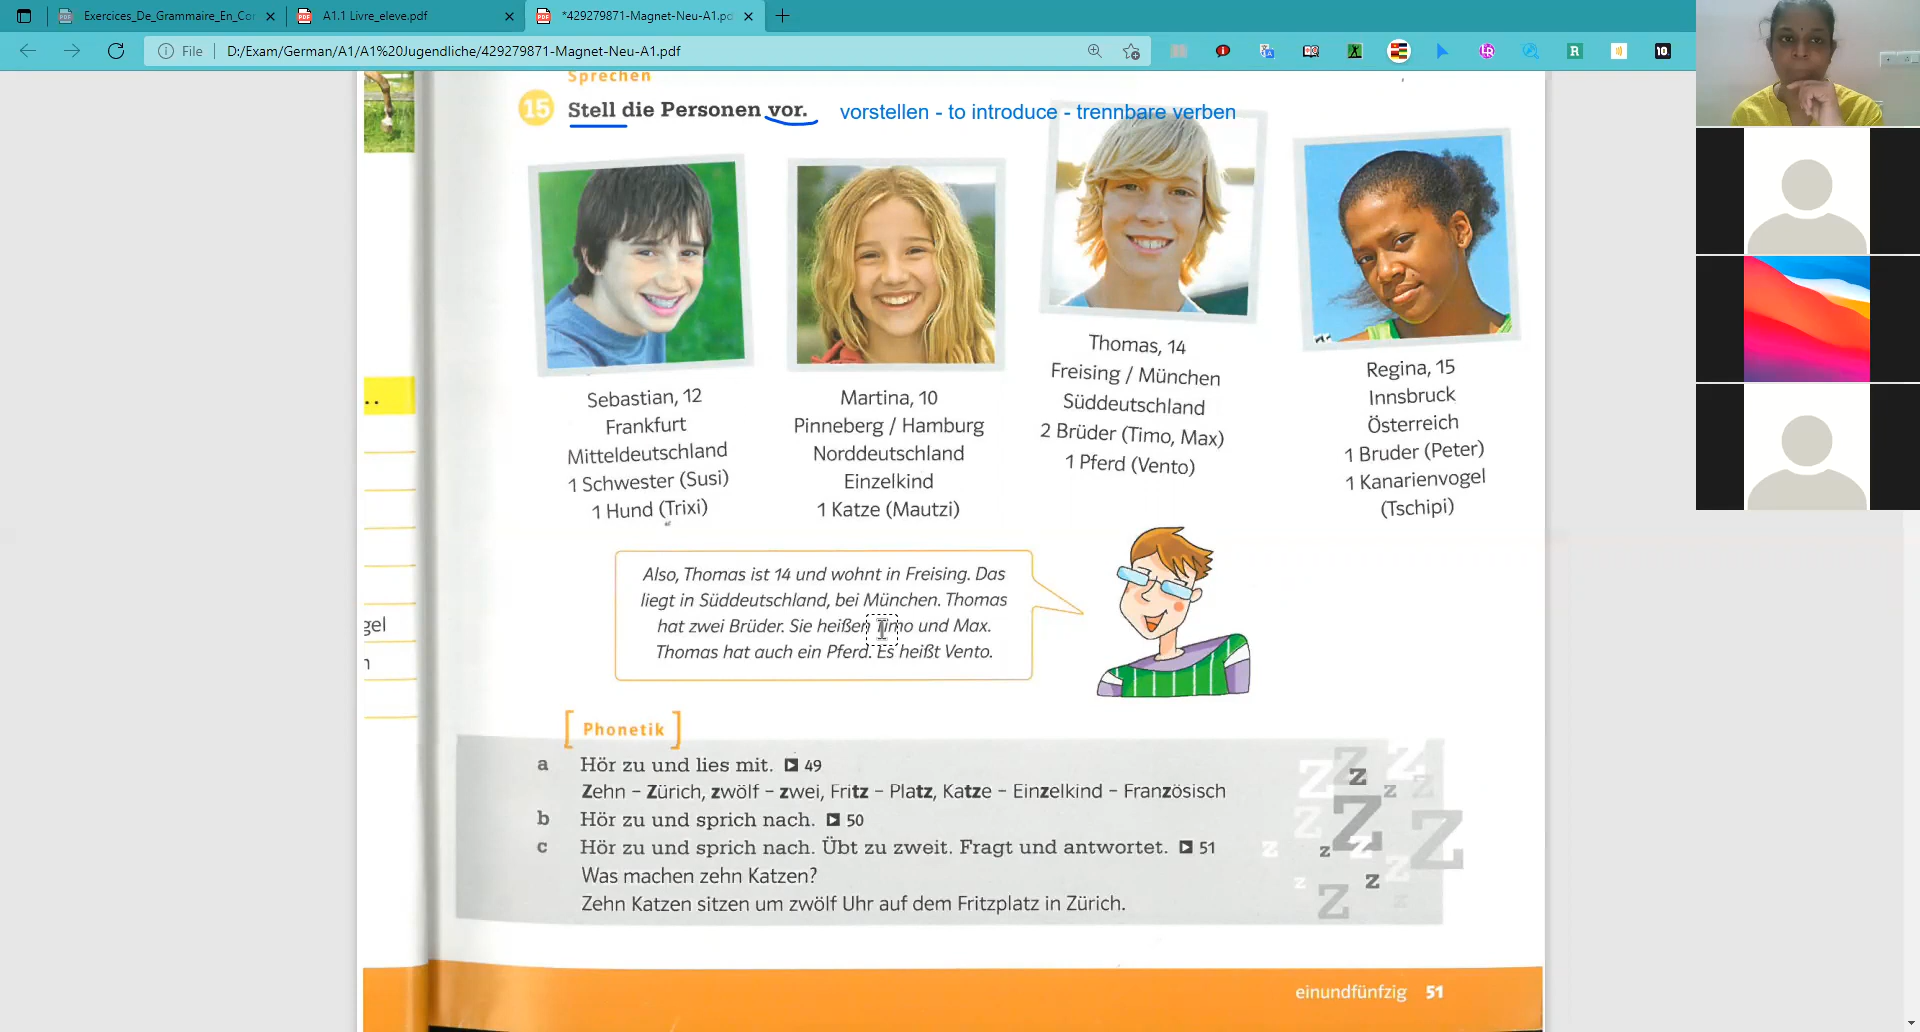 Exercices_De_Grammaire_En_Cor
A1.1 Livre_eleve.pdf
*429279871-Magnet-Neu-A1.pd
File
D:/Exam/German/A1/A1%20Jugendliche/429279871-Magnet-Neu-A1.pdf
Sprechen
15 Stell die Personen vor.
vorstellen - to introduce - trennbare verben
Sebastian, 12
Frankfurt
Mitteldeutschland
1 Schwester (Susi)
1 Hund (Trixi)
Martina, 10
Pinneberg / Hamburg
Norddeutschland
Einzelkind
1 Katze (Mautzi)
Thomas, 14
Freising / München
Süddeutschland
2 Brüder (Timo, Max)
1 Pferd (Vento)
Regina, 15
Innsbruck
Österreich
1 Bruder (Peter)
1 Kanarienvogel
(Tschipi)
..
gel
n
Also, Thomas ist 14 und wohnt in Freising. Das
liegt in Süddeutschland, bei München. Thomas
hat zwei Brüder. Sie heißen Timo und Max.
Thomas hat auch ein Pferd. Es heißt Vento.
[ Phonetik ]
a Hör zu und lies mit. 49
Zehn – Zürich, zwölf – zwei, Fritz – Platz, Katze – Einzelkind – Französisch
b Hör zu und sprich nach. 50
c Hör zu und sprich nach. Übt zu zweit. Fragt und antwortet. 51
Was machen zehn Katzen?
Zehn Katzen sitzen um zwölf Uhr auf dem Fritzplatz in Zürich.
einundfünfzig 51